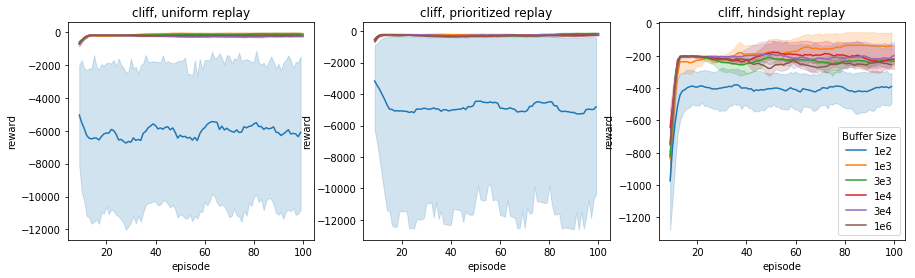 cliff, uniform replay
reward
0
−2000
−4000
−6000
−8000
−10000
−12000
20
40
60
80
100
episode
cliff, prioritized replay
reward
0
−2000
−4000
−6000
−8000
−10000
−12000
20
40
60
80
100
episode
cliff, hindsight replay
reward
0
−200
−400
−600
−800
−1000
−1200
20
40
60
80
100
episode
Buffer Size
1e2
1e3
3e3
1e4
3e4
1e6